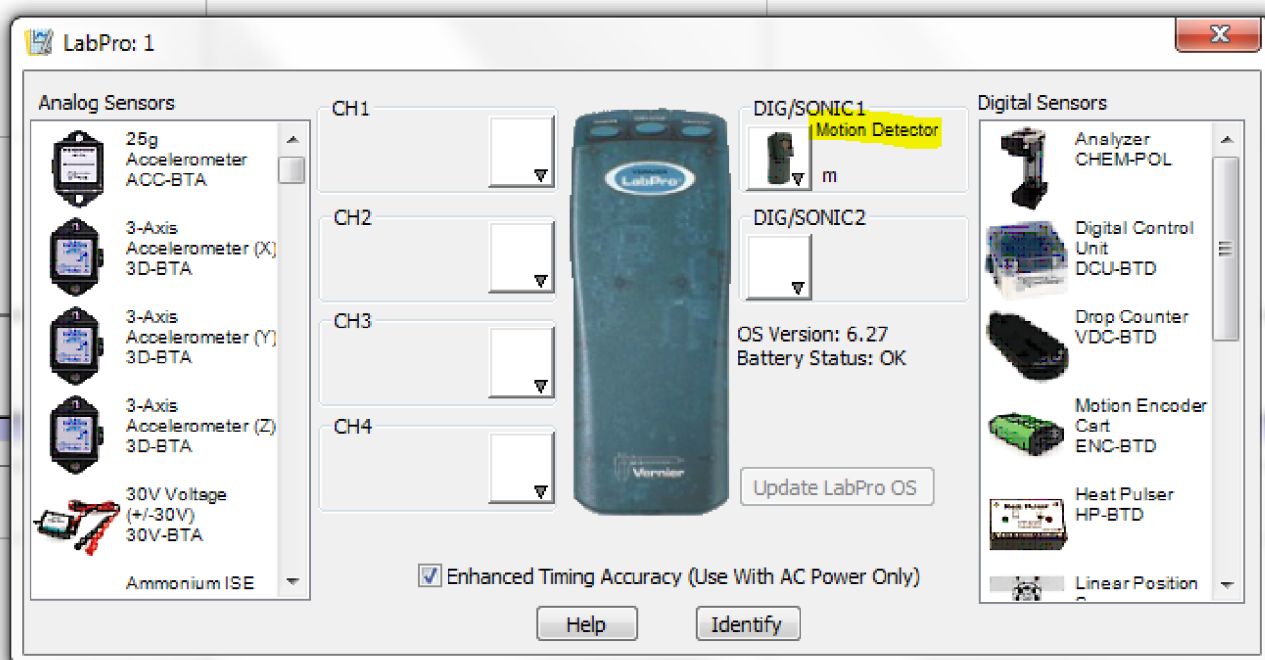 LabPro: 1
Analog Sensors
25g
Accelerometer
ACC-BTA
3-Axis
Accelerometer (X)
3D-BTA
3-Axis
Accelerometer (Y)
3D-BTA
3-Axis
Accelerometer (Z)
3D-BTA
30V Voltage
(+/-30V)
30V-BTA
Ammonium ISE
CH1
CH2
CH3
CH4
VERNIER
LabPro
Vernier
DIG/SONIC1
Motion Detector
m
DIG/SONIC2
OS Version: 6.27
Battery Status: OK
Update LabPro OS
Digital Sensors
Analyzer
CHEM-POL
Digital Control
Unit
DCU-BTD
Drop Counter
VDC-BTD
Motion Encoder
Cart
ENC-BTD
Heat Pulser
HP-BTD
Linear Position
Enhanced Timing Accuracy (Use With AC Power Only)
Help
Identify